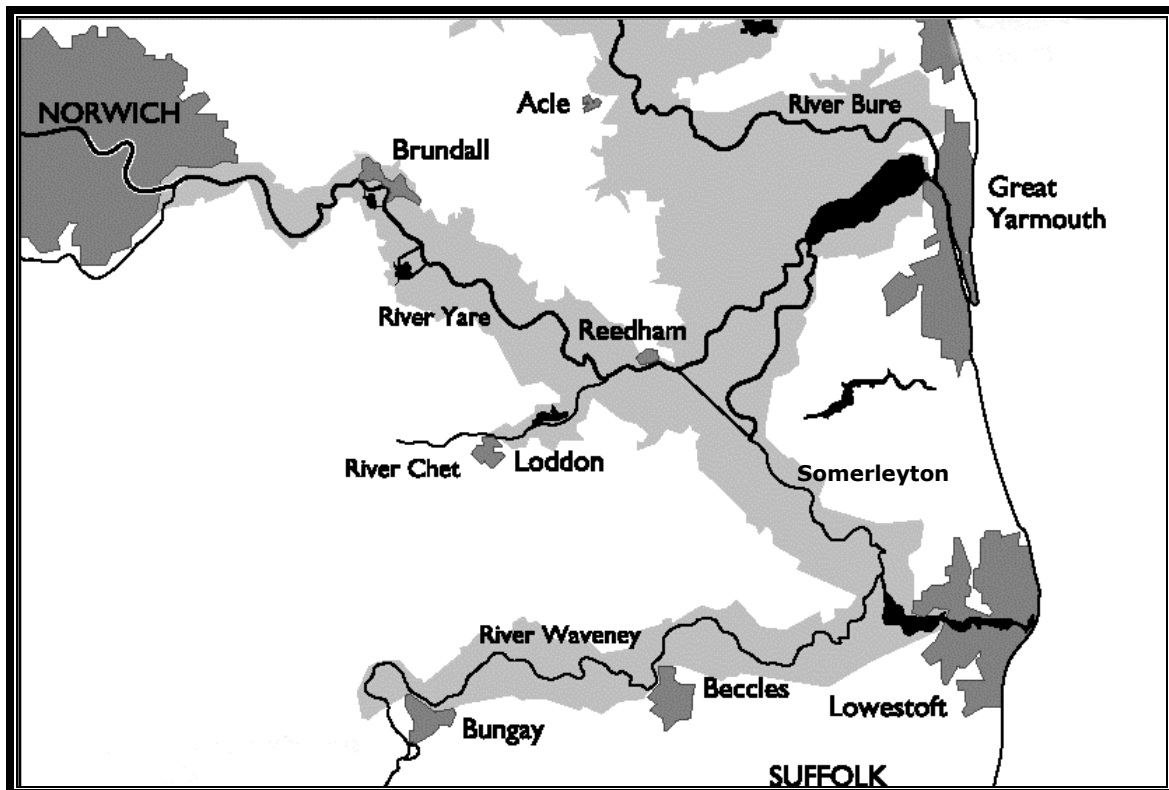 NORWICH
Acle
River Bure
Brundall
Great
Yarmouth
River Yare
Reedham
River Chet
Loddon
Somerleyton
River Waveney
Beccles
Lowestoft
Bungay
SUFFOLK